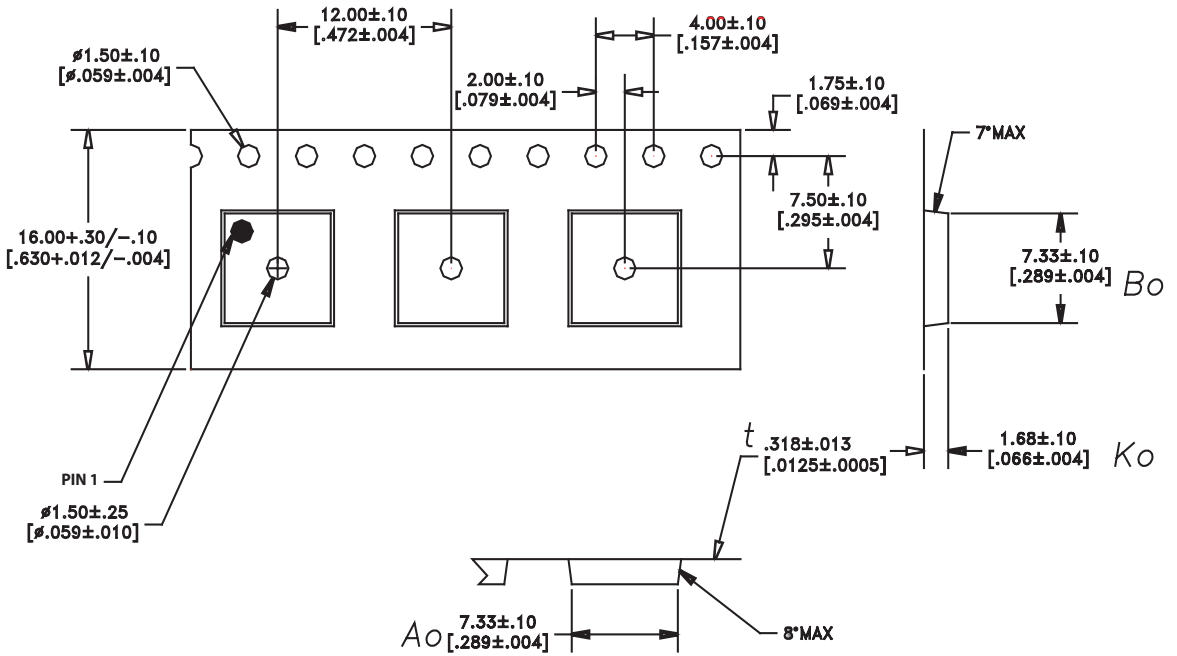 12.00±.10
[.472±.004]
4.00±.10
[.157±.004]
ø1.50±.10
[ø.059±.004]
2.00±.10
[.079±.004]
1.75±.10
[.069±.004]
7°MAX
7.50±.10
[.295±.004]
16.00+.30/−.10
[.630+.012/−.004]
7.33±.10
[.289±.004]
Bo
t
.318±.013
[.0125±.0005]
1.68±.10
[.066±.004]
Ko
PIN 1
ø1.50±.25
[ø.059±.010]
Ao
7.33±.10
[.289±.004]
8°MAX